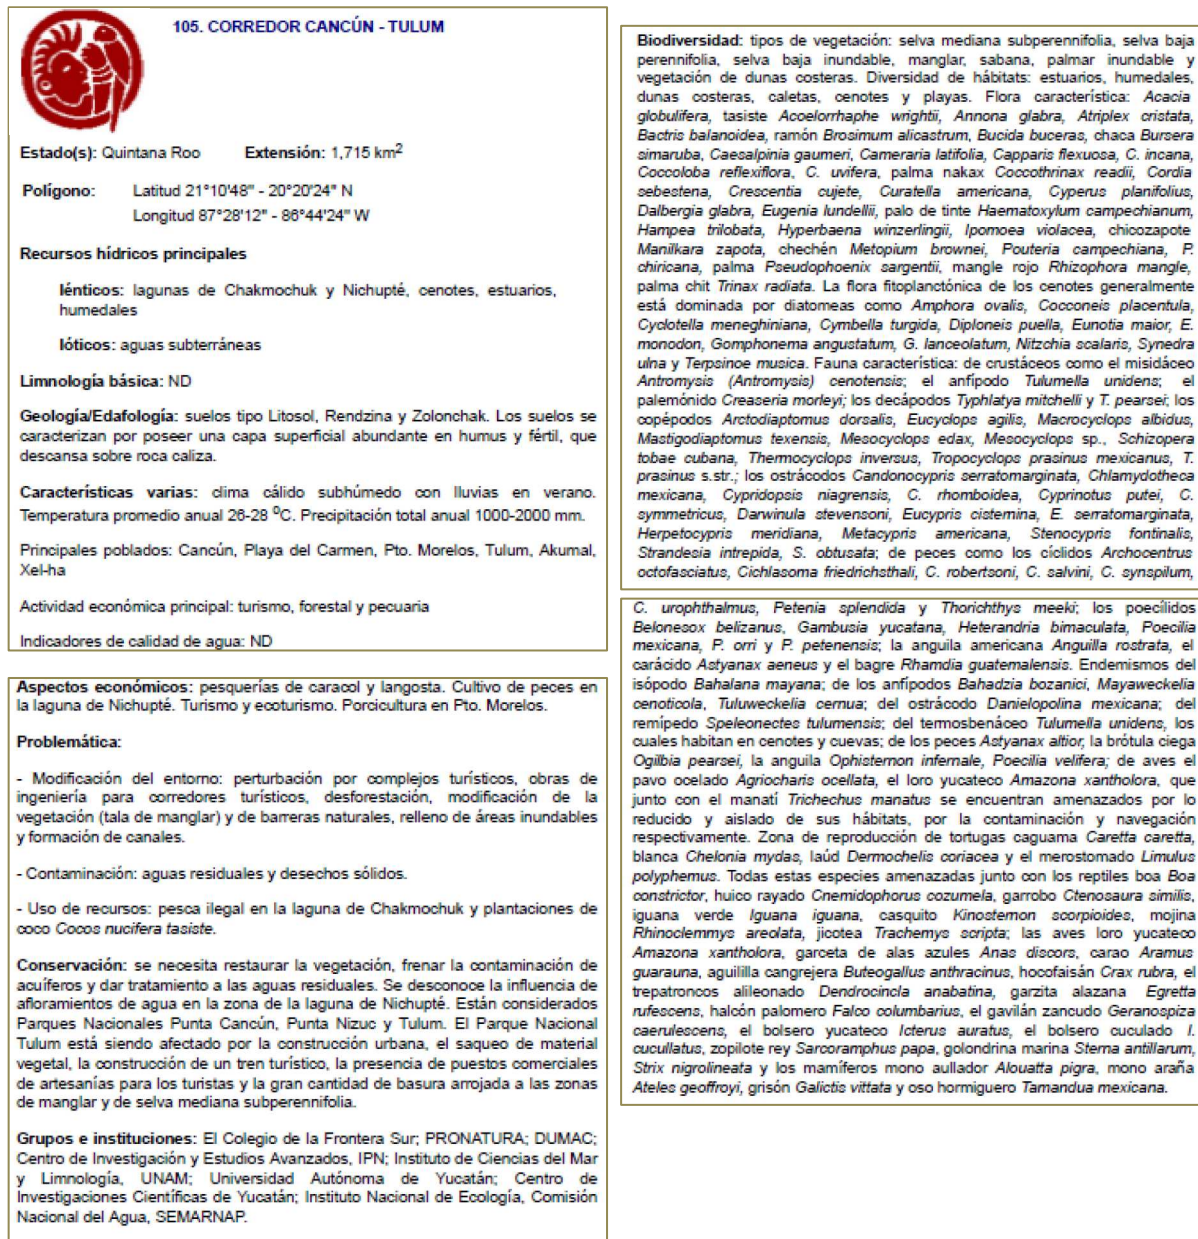 105. CORREDOR CANCÚN - TULUM
Estado(s): Quintana Roo Extensión: 1,715 km2
Polígono: Latitud 21°10'48" - 20°20'24" N
Longitud 87°28'12" - 86°44'24" W
Recursos hídricos principales
lénticos: lagunas de Chakmochuk y Nichupté, cenotes, estuarios,
humedales
lóticos: aguas subterráneas
Limnología básica: ND
Geología/Edafología: suelos tipo Litosol, Rendzina y Zolonchak. Los suelos se
caracterizan por poseer una capa superficial abundante en humus y fértil, que
descansa sobre roca caliza.
Características varias: clima cálido subhúmedo con lluvias en verano.
Temperatura promedio anual 26-28 ºC. Precipitación total anual 1000-2000 mm.
Principales poblados: Cancún, Playa del Carmen, Pto. Morelos, Tulum, Akumal,
Xel-ha
Actividad económica principal: turismo, forestal y pecuaria
Indicadores de calidad de agua: ND
Aspectos económicos: pesquerías de caracol y langosta. Cultivo de peces en
la laguna de Nichupté. Turismo y ecoturismo. Porcicultura en Pto. Morelos.
Problemática:
- Modificación del entorno: perturbación por complejos turísticos, obras de
ingeniería para corredores turísticos, desforestación, modificación de la
vegetación (tala de manglar) y de barreras naturales, relleno de áreas inundables
y formación de canales.
- Contaminación: aguas residuales y desechos sólidos.
- Uso de recursos: pesca ilegal en la laguna de Chakmochuk y plantaciones de
coco Cocos nucifera tasiste.
Conservación: se necesita restaurar la vegetación, frenar la contaminación de
acuíferos y dar tratamiento a las aguas residuales. Se desconoce la influencia de
afloramientos de agua en la zona de la laguna de Nichupté. Están considerados
Parques Nacionales Punta Cancún, Punta Nizuc y Tulum. El Parque Nacional
Tulum está siendo afectado por la construcción urbana, el saqueo de material
vegetal, la construcción de un tren turístico, la presencia de puestos comerciales
de artesanías para los turistas y la gran cantidad de basura arrojada a las zonas
de manglar y de selva mediana subperennifolia.
Grupos e instituciones: El Colegio de la Frontera Sur; PRONATURA; DUMAC;
Centro de Investigación y Estudios Avanzados, IPN; Instituto de Ciencias del Mar
y Limnología, UNAM; Universidad Autónoma de Yucatán; Centro de
Investigaciones Científicas de Yucatán; Instituto Nacional de Ecología, Comisión
Nacional del Agua, SEMARNAP.
Biodiversidad: tipos de vegetación: selva mediana subperennifolia, selva baja
perennifolia, selva baja inundable, manglar, sabana, palmar inundable y
vegetación de dunas costeras. Diversidad de hábitats: estuarios, humedales,
dunas costeras, caletas, cenotes y playas. Flora característica: Acacia
globulifera, tasiste Acoelorrhaphe wrightii, Annona glabra, Atriplex cristata,
Bactris balanoidea, ramón Brosimum alicastrum, Bucida buceras, chaca Bursera
simaruba, Caesalpinia gaumeri, Cameraria latifolia, Capparis flexuosa, C. incana,
Coccoloba reflexiflora, C. uvifera, palma nakax Coccothrinax readii, Cordia
sebestena, Crescentia cujete, Curatella americana, Cyperus planifolius,
Dalbergia glabra, Eugenia lundellii, palo de tinte Haematoxylum campechianum,
Hampea trilobata, Hyperbaena winzerlingii, Ipomoea violacea, chicozapote
Manilkara zapota, chechén Metopium brownei, Pouteria campechiana, P.
chiricana, palma Pseudophoenix sargentii, mangle rojo Rhizophora mangle,
palma chit Trinax radiata. La flora fitoplanctónica de los cenotes generalmente
está dominada por diatomeas como Amphora ovalis, Cocconeis placentula,
Cyclotella meneghiniana, Cymbella turgida, Diploneis puella, Eunotia maior, E.
monodon, Gomphonema angustatum, G. lanceolatum, Nitzchia scalaris, Synedra
ulna y Terpsinoe musica. Fauna característica: de crustáceos como el misidáceo
Antromysis (Antromysis) cenotensis; el anfípodo Tulumella unidens; el
palemónido Creaseria morleyi; los decápodos Typhlatya mitchelli y T. pearsei; los
copépodos Arctodiaptomus dorsalis, Eucyclops agilis, Macrocyclops albidus,
Mastigodiaptomus texensis, Mesocyclops edax, Mesocyclops sp., Schizopera
tobae cubana, Thermocyclops inversus, Tropocyclops prasinus mexicanus, T.
prasinus s.str.; los ostrácodos Candonocypris serratomarginata, Chlamydotheca
mexicana, Cypridopsis niagrensis, C. rhomboidea, Cyprinotus putei, C.
symmetricus, Darwinula stevensoni, Eucypris cisternina, E. serratomarginata,
Herpetocypris meridiana, Metacypris americana, Stenocypris fontinalis,
Strandesia intrepida, S. obtusata; de peces como los cíclidos Archocentrus
octofasciatus, Cichlasoma friedrichsthali, C. robertsoni, C. salvini, C. synspilum,
C. urophthalmus, Petenia splendida y Thorichthys meeki; los poecílidos
Belonesox belizanus, Gambusia yucatana, Heterandria bimaculata, Poecilia
mexicana, P. orri y P. petenensis; la anguila americana Anguilla rostrata, el
carácido Astyanax aeneus y el bagre Rhamdia guatemalensis. Endemismos del
isópodo Bahalana mayana; de los anfípodos Bahadzia bozanici, Mayaweckelia
cenoticola, Tuluweckelia cernua; del ostrácodo Danielopolina mexicana; del
remípedo Speleonectes tulumensis; del termosbenáceo Tulumella unidens, los
cuales habitan en cenotes y cuevas; de los peces Astyanax altior, la brótula ciega
Ogilbia pearsei, la anguila Ophisternon infernale, Poecilia velifera; de aves el
pavo ocelado Agriocharis ocellata, el loro yucateco Amazona xantholora, que
junto con el manatí Trichechus manatus se encuentran amenazados por lo
reducido y aislado de sus hábitats, por la contaminación y navegación
respectivamente. Zona de reproducción de tortugas caguama Caretta caretta,
blanca Chelonia mydas, laúd Dermochelis coriacea y el merostomado Limulus
polyphemus. Todas estas especies amenazadas junto con los reptiles boa Boa
constrictor, huico rayado Cnemidophorus cozumela, garrobo Ctenosaura similis,
iguana verde Iguana iguana, casquito Kinosternon scorpioides, mojina
Rhinoclemmys areolata, jicotea Trachemys scripta; las aves loro yucateco
Amazona xantholora, garceta de alas azules Anas discors, carao Aramus
guarauna, aguililla cangrejera Buteogallus anthracinus, hocofaisán Crax rubra, el
trepatroncos alileonado Dendrocincla anabatina, garzita alazana Egretta
rufescens, halcón palomero Falco columbarius, el gavilán zancudo Geranospiza
caerulescens, el bolsero yucateco Icterus auratus, el bolsero cuculado I.
cucullatus, zopilote rey Sarcoramphus papa, golondrina marina Sterna antillarum,
Strix nigrolineata y los mamíferos mono aullador Alouatta pigra, mono araña
Ateles geoffroyi, grisón Galictis vittata y oso hormiguero Tamandua mexicana.